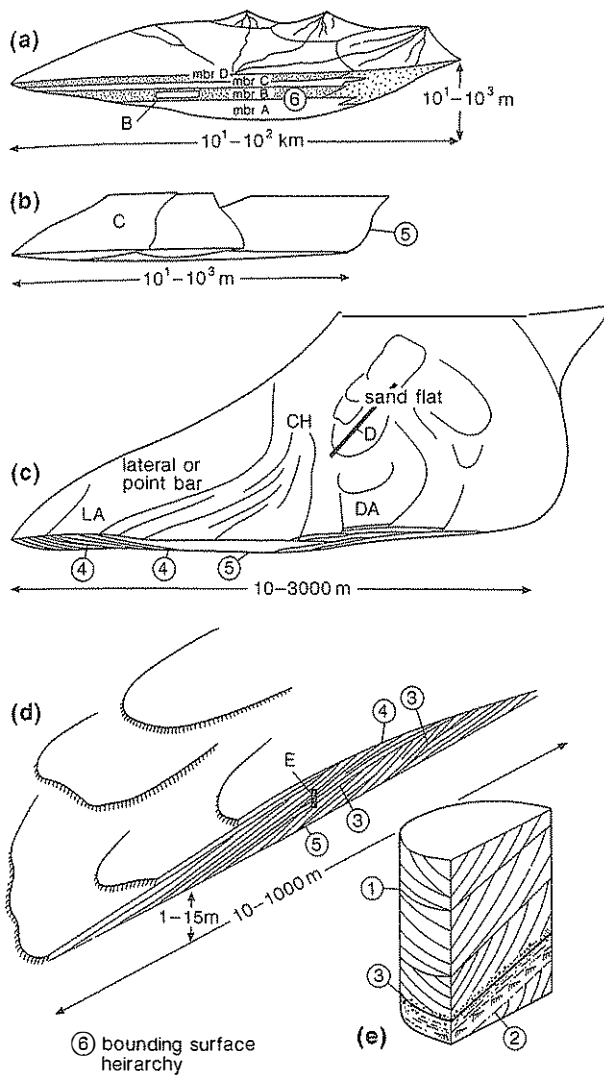 (a)
mbr D
mbr C
mbr B
⑥
mbr A
B
10¹–10³ m
10¹–10² km
(b)
C
⑤
10¹–10³ m
sand flat
CH
D
(c)
lateral or
point bar
LA
DA
④
④
⑤
10–3000 m
(d)
③
④
E
③
⑤
1–15m
10–1000 m
①
③
②
(e)
⑥ bounding surface
heirarchy